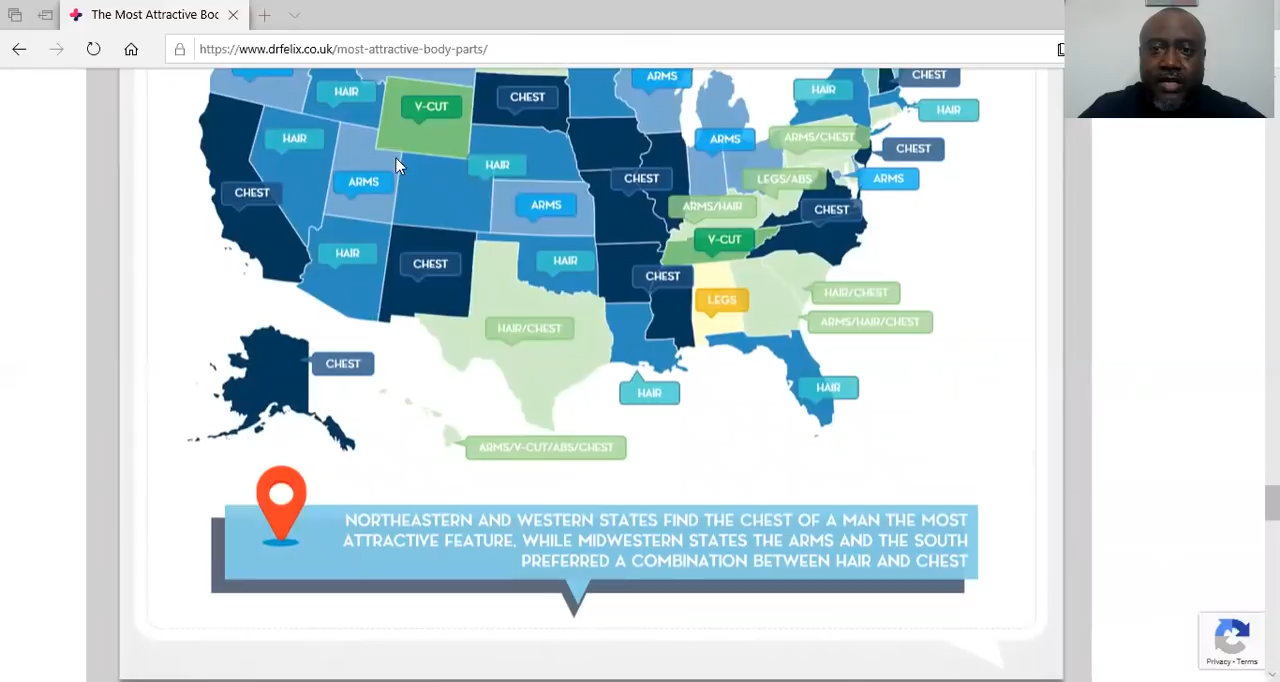 The Most Attractive Boc
https://www.drfelix.co.uk/most-attractive-body-parts/
ARMS
CHEST
HAIR
HAIR
V-CUT
CHEST
HAIR
HAIR
ARMS
ARMS/CHEST
CHEST
HAIR
CHEST
LEGS/ABS
ARMS
CHEST
ARMS
ARMS
ARMS/HAIR
CHEST
V-CUT
HAIR
CHEST
HAIR
CHEST
LEGS
HAIR/CHEST
ARMS/HAIR/CHEST
HAIR/CHEST
CHEST
HAIR
HAIR
ARMS/V-CUT/ABS/CHEST
NORTHEASTERN AND WESTERN STATES FIND THE CHEST OF A MAN THE MOST
ATTRACTIVE FEATURE, WHILE MIDWESTERN STATES THE ARMS AND THE SOUTH
PREFERRED A COMBINATION BETWEEN HAIR AND CHEST
Privacy - Terms